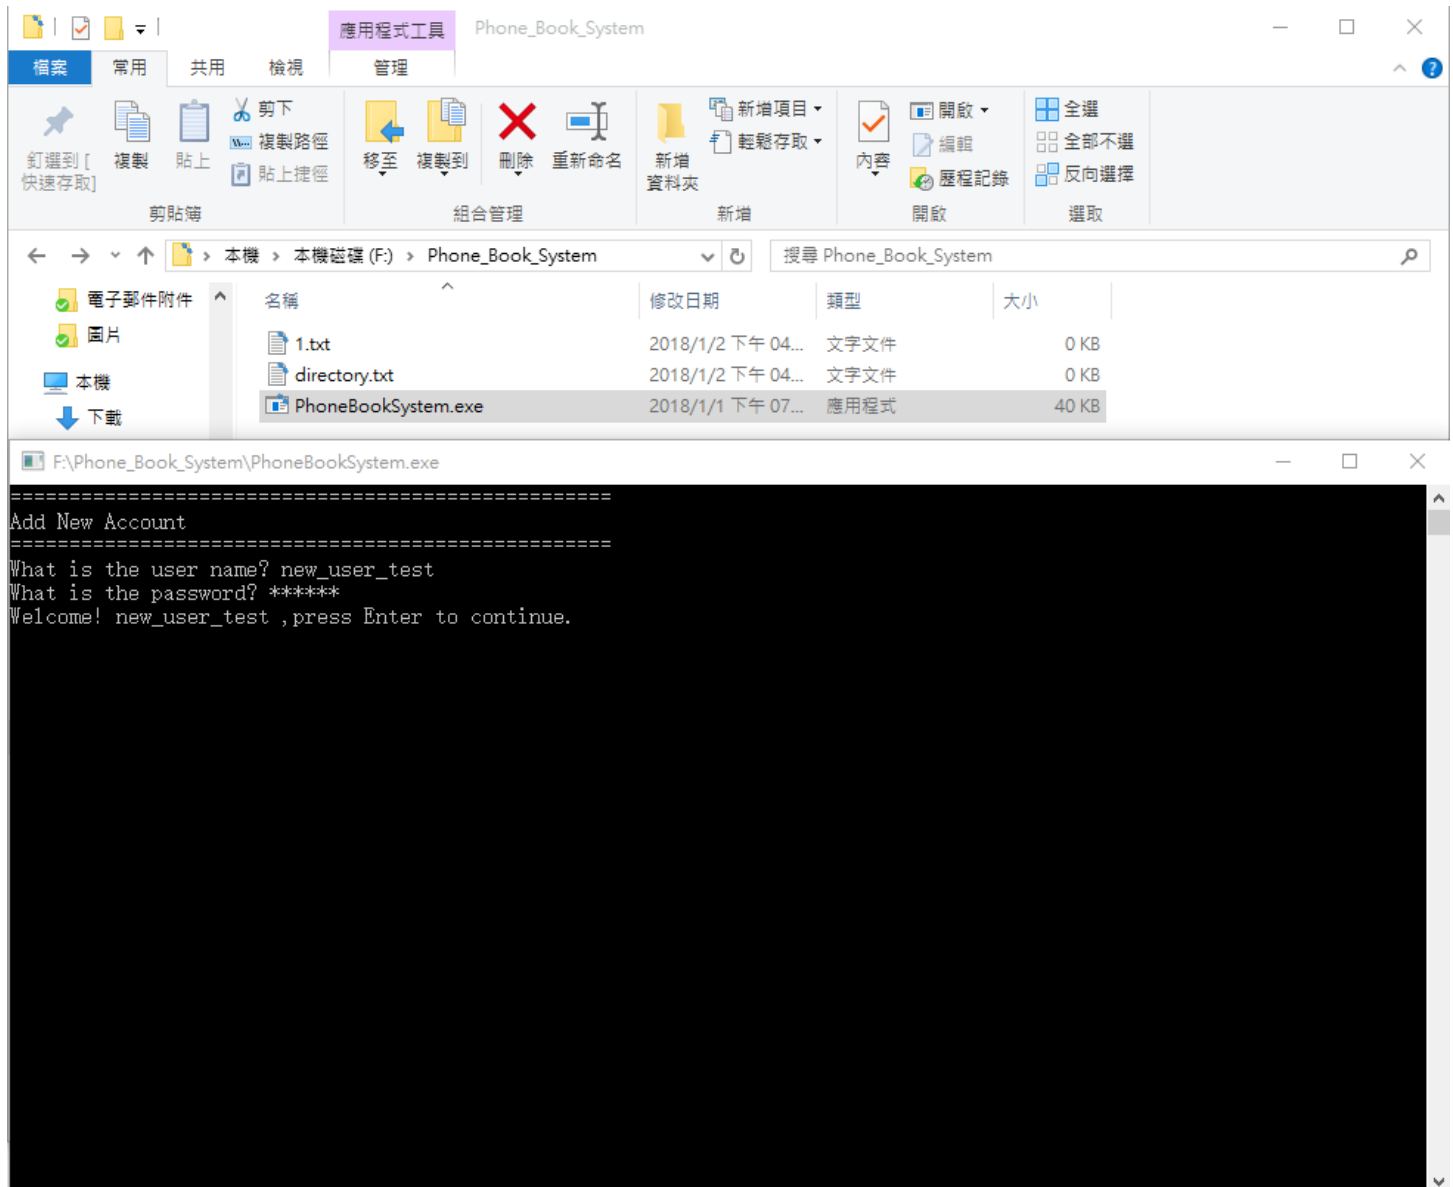 應用程式工具 Phone_Book_System
檔案 常用 共用 檢視 管理
釘選到 [
快速存取]
複製
貼上
剪下
複製路徑
貼上捷徑
移至
複製到
刪除
重新命名
新增
資料夾
新增項目
輕鬆存取
內容
開啟
編輯
歷程記錄
全選
全部不選
反向選擇
剪貼簿 組合管理 新增 開啟 選取
本機 › 本機磁碟 (F:) › Phone_Book_System 搜尋 Phone_Book_System
電子郵件附件
圖片
本機
下載
名稱 修改日期 類型 大小
1.txt 2018/1/2 下午 04... 文字文件 0 KB
directory.txt 2018/1/2 下午 04... 文字文件 0 KB
PhoneBookSystem.exe 2018/1/1 下午 07... 應用程式 40 KB
F:\Phone_Book_System\PhoneBookSystem.exe
===================================================
Add New Account
===================================================
What is the user name? new_user_test
What is the password? ******
Welcome! new_user_test ,press Enter to continue.